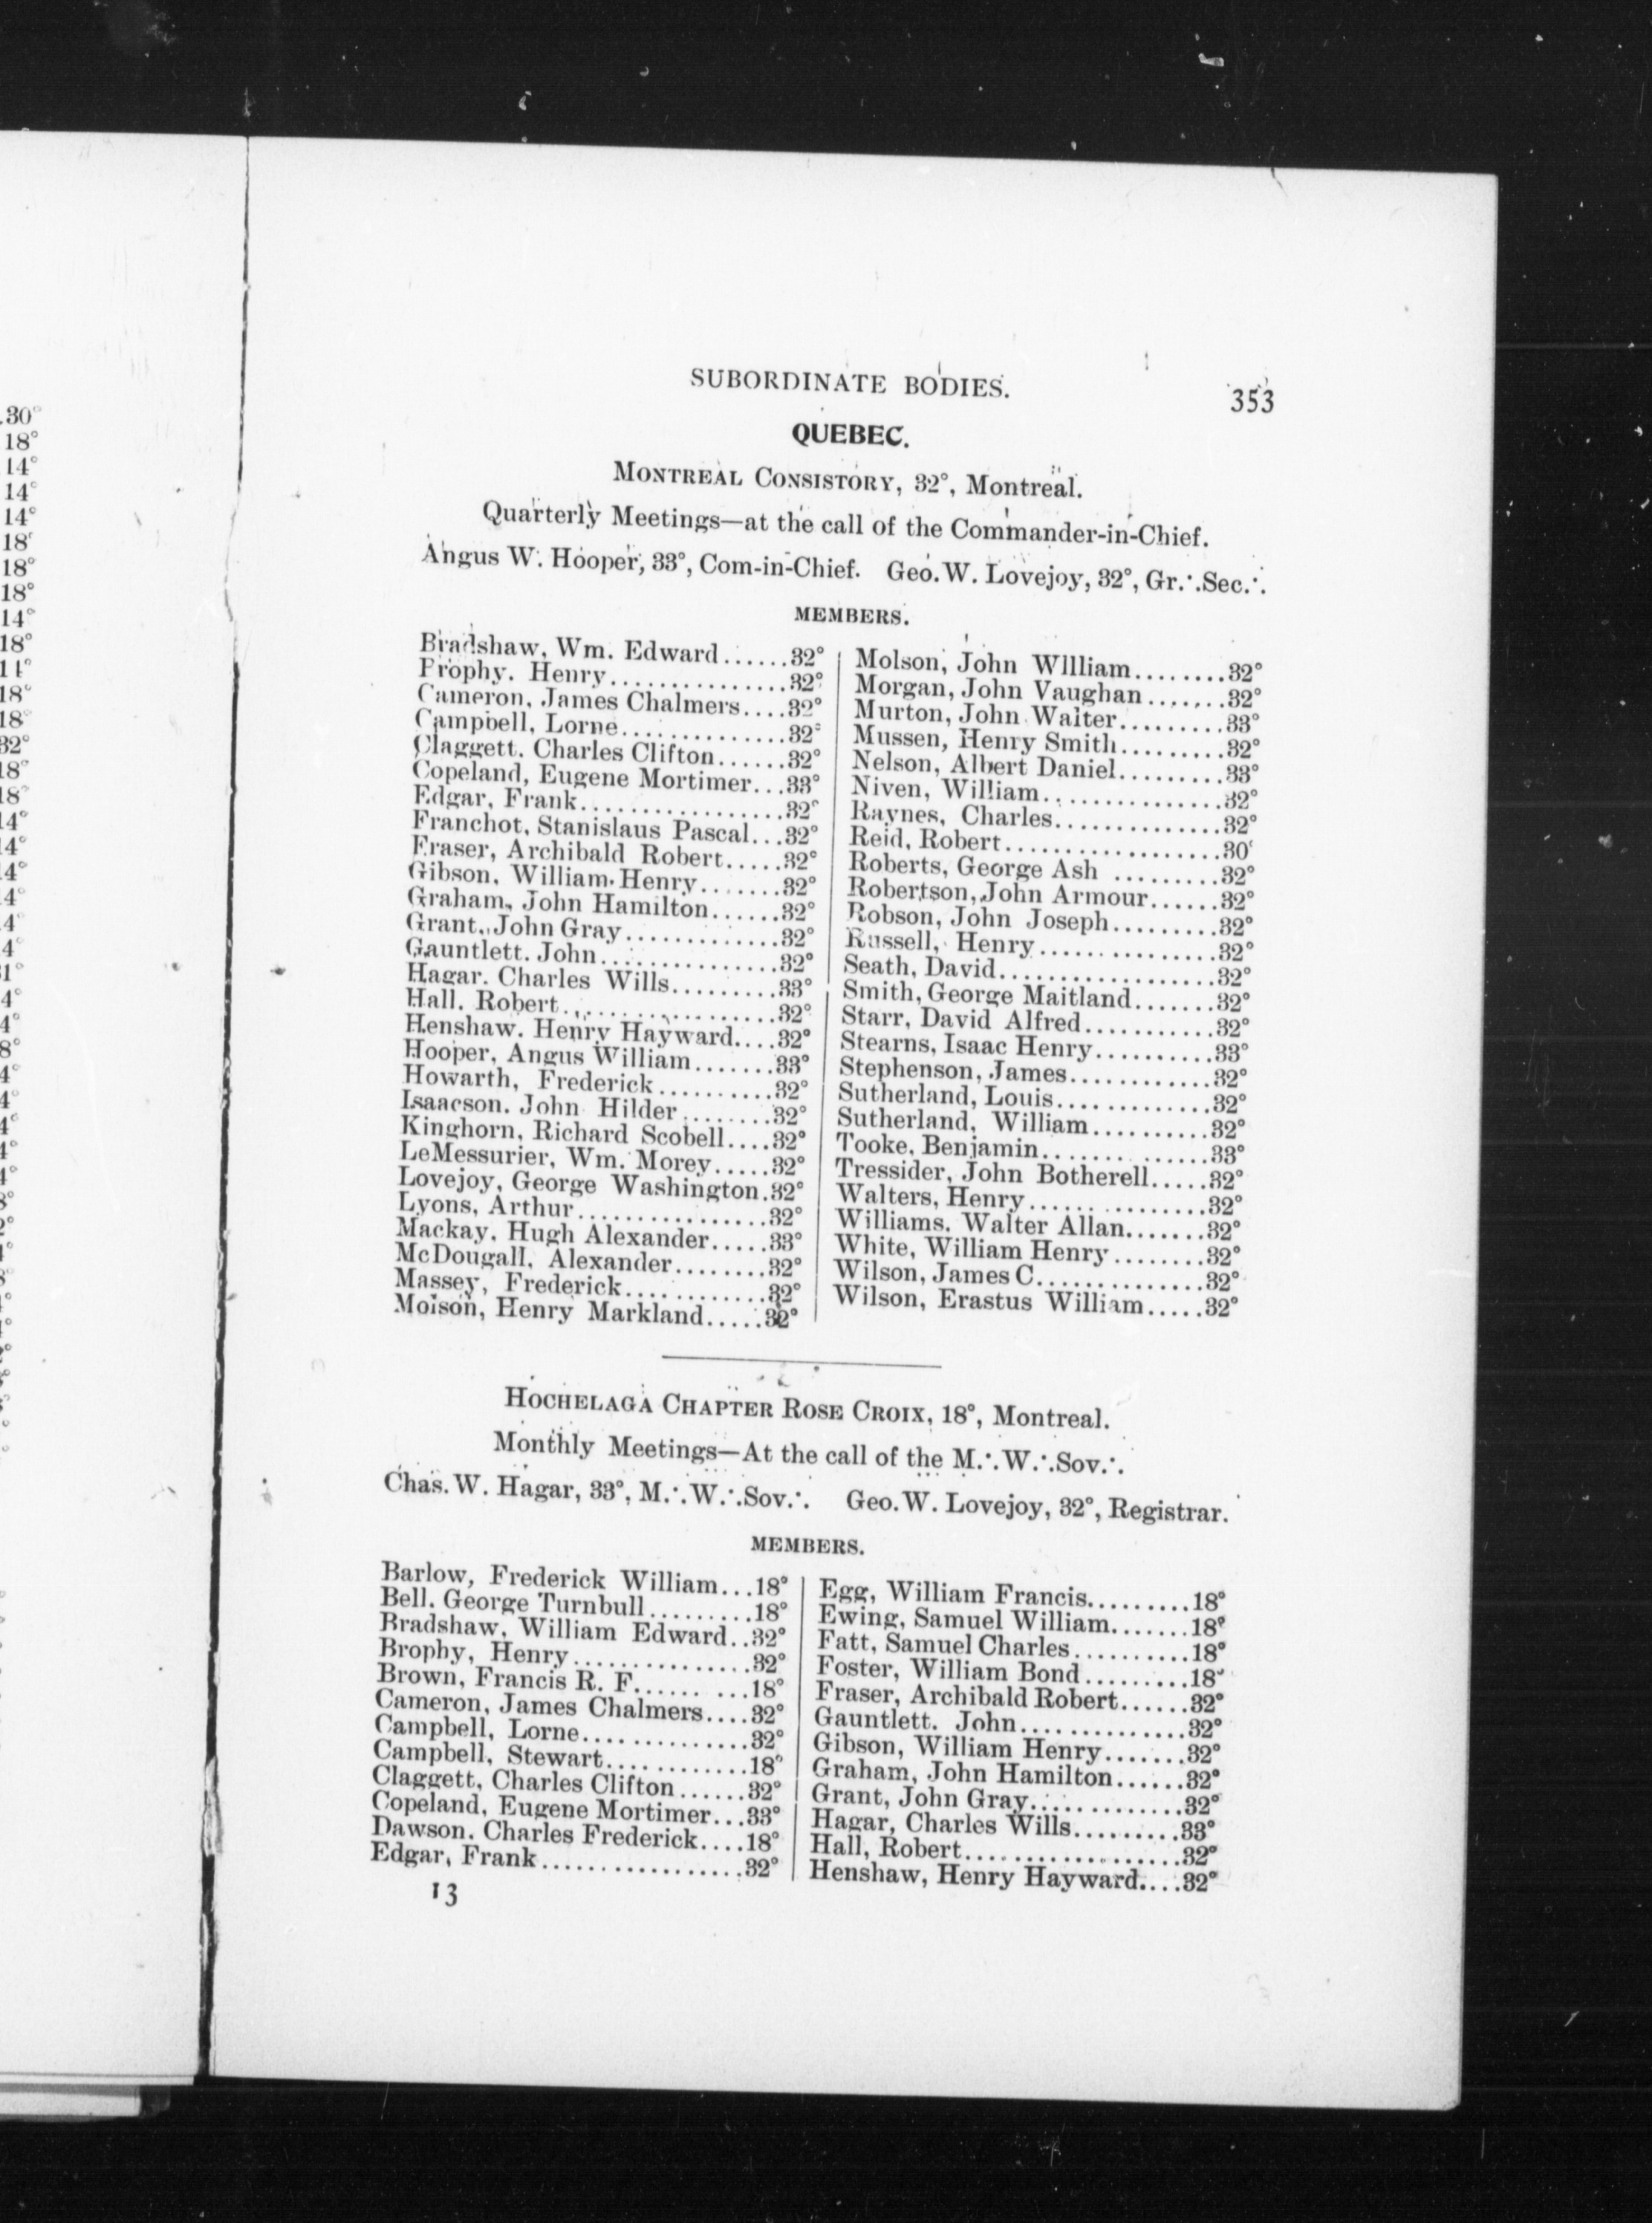 SUBORDINATE BODIES.
353
QUEBEC.
MONTREAL CONSISTORY, 32°, Montreal.
Quarterly Meetings—at the call of the Commander-in-Chief.
Angus W. Hooper, 33°, Com-in-Chief. Geo. W. Lovejoy, 32°, Gr∴Sec∴
MEMBERS.
Bradshaw, Wm. Edward......32°
Brophy, Henry...............32°
Cameron, James Chalmers....32°
Campbell, Lorne..............32°
Claggett, Charles Clifton......32°
Copeland, Eugene Mortimer...33°
Edgar, Frank.................32°
Franchot, Stanislaus Pascal...32°
Fraser, Archibald Robert.....32°
Gibson, William Henry.......32°
Graham, John Hamilton......32°
Grant, John Gray.............32°
Gauntlett, John...............32°
Hagar, Charles Wills.........33°
Hall, Robert..................32°
Henshaw, Henry Hayward....32°
Hooper, Angus William.......33°
Howarth, Frederick..........32°
Isaacson, John Hilder........32°
Kinghorn, Richard Scobell....32°
LeMessurier, Wm. Morey.....32°
Lovejoy, George Washington.32°
Lyons, Arthur................32°
Mackay, Hugh Alexander.....33°
McDougall, Alexander........32°
Massey, Frederick............32°
Molson, Henry Markland.....32°
Molson, John William........32°
Morgan, John Vaughan.......32°
Murton, John Walter.........33°
Mussen, Henry Smith.........32°
Nelson, Albert Daniel.........33°
Niven, William...............32°
Raynes, Charles..............32°
Reid, Robert..................30°
Roberts, George Ash .........32°
Robertson, John Armour......32°
Robson, John Joseph.........32°
Russell, Henry...............32°
Seath, David..................32°
Smith, George Maitland.......32°
Starr, David Alfred...........32°
Stearns, Isaac Henry..........33°
Stephenson, James............32°
Sutherland, Louis.............32°
Sutherland, William..........32°
Tooke, Benjamin..............33°
Tressider, John Botherell.....32°
Walters, Henry...............32°
Williams, Walter Allan.......32°
White, William Henry........32°
Wilson, James C..............32°
Wilson, Erastus William.....32°
HOCHELAGA CHAPTER ROSE CROIX, 18°, Montreal.
Monthly Meetings—At the call of the M∴W∴Sov∴
Chas. W. Hagar, 33°, M∴W∴Sov∴ Geo. W. Lovejoy, 32°, Registrar.
MEMBERS.
Barlow, Frederick William...18°
Bell, George Turnbull.........18°
Bradshaw, William Edward..32°
Brophy, Henry...............32°
Brown, Francis R. F......... ...18°
Cameron, James Chalmers....32°
Campbell, Lorne..............32°
Campbell, Stewart............18°
Claggett, Charles Clifton......32°
Copeland, Eugene Mortimer...33°
Dawson, Charles Frederick....18°
Edgar, Frank.................32°
Egg, William Francis.........18°
Ewing, Samuel William.......18°
Fatt, Samuel Charles..........18°
Foster, William Bond.........18°
Fraser, Archibald Robert......32°
Gauntlett, John..............32°
Gibson, William Henry.......32°
Graham, John Hamilton......32°
Grant, John Gray.............32°
Hagar, Charles Wills.........33°
Hall, Robert..................32°
Henshaw, Henry Hayward....32°
13